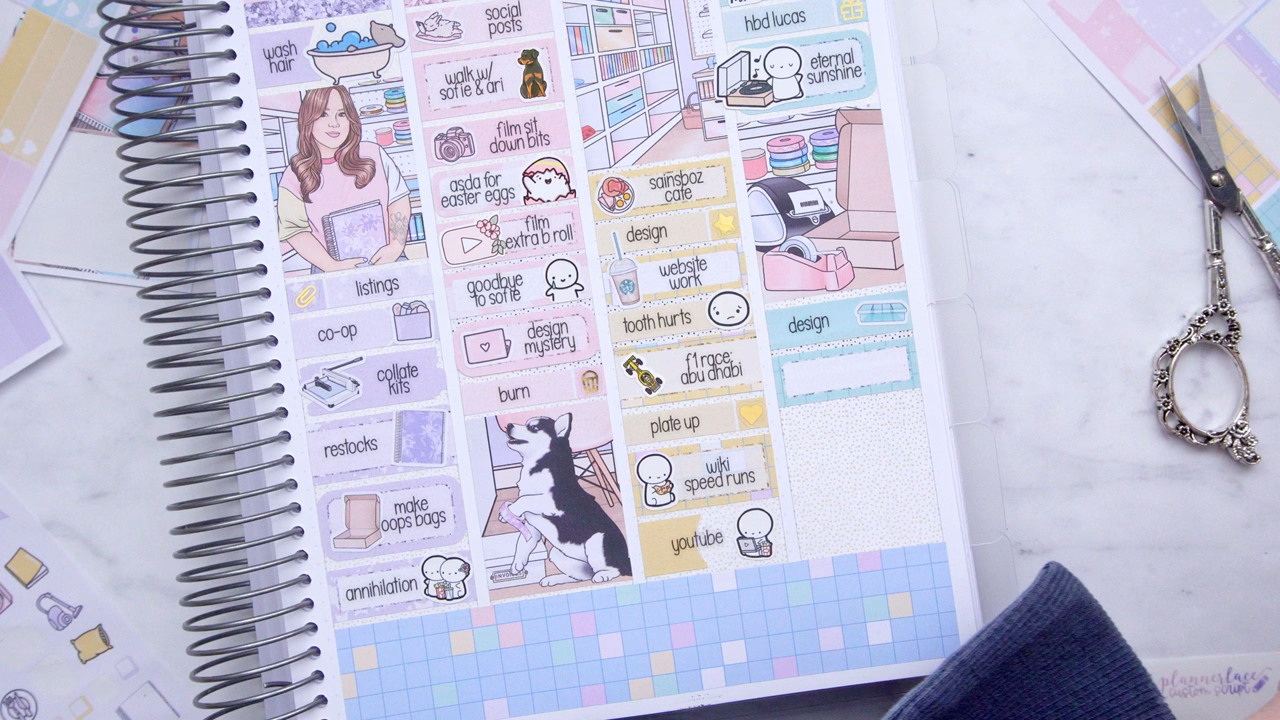 wash
hair
listings
co-op
collate
kits
restocks
make
oops bags
annihilation
social
posts
walk w/
sofie & ari
film sit
down bits
asda for
easter eggs
film
extra b roll
goodbye
to sofie
design
mystery
burn
sainsboz
cafe
design
website
work
tooth hurts
f1 race:
abu dhabi
plate up
wiki
speed runs
youtube
hbd lucas
eternal
sunshine
design
plannerface
custom script